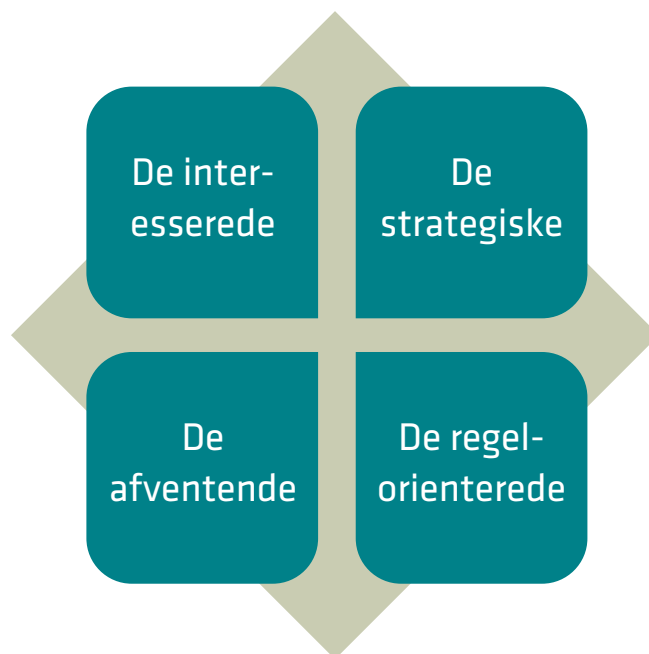 De inter-
esserede
De
strategiske
De
afventende
De regel-
orienterede